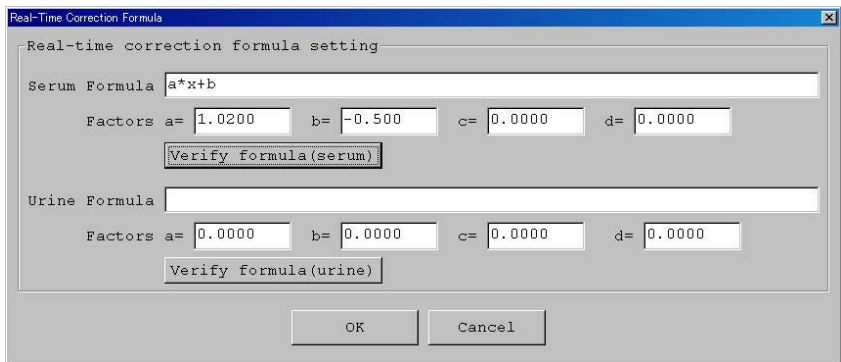 Real-Time Correction Formula
Real-time correction formula setting
Serum Formula a*x+b
Factors a= 1.0200 b= -0.500 c= 0.0000 d= 0.0000
Verify formula(serum)
Urine Formula
Factors a= 0.0000 b= 0.0000 c= 0.0000 d= 0.0000
Verify formula(urine)
OK Cancel